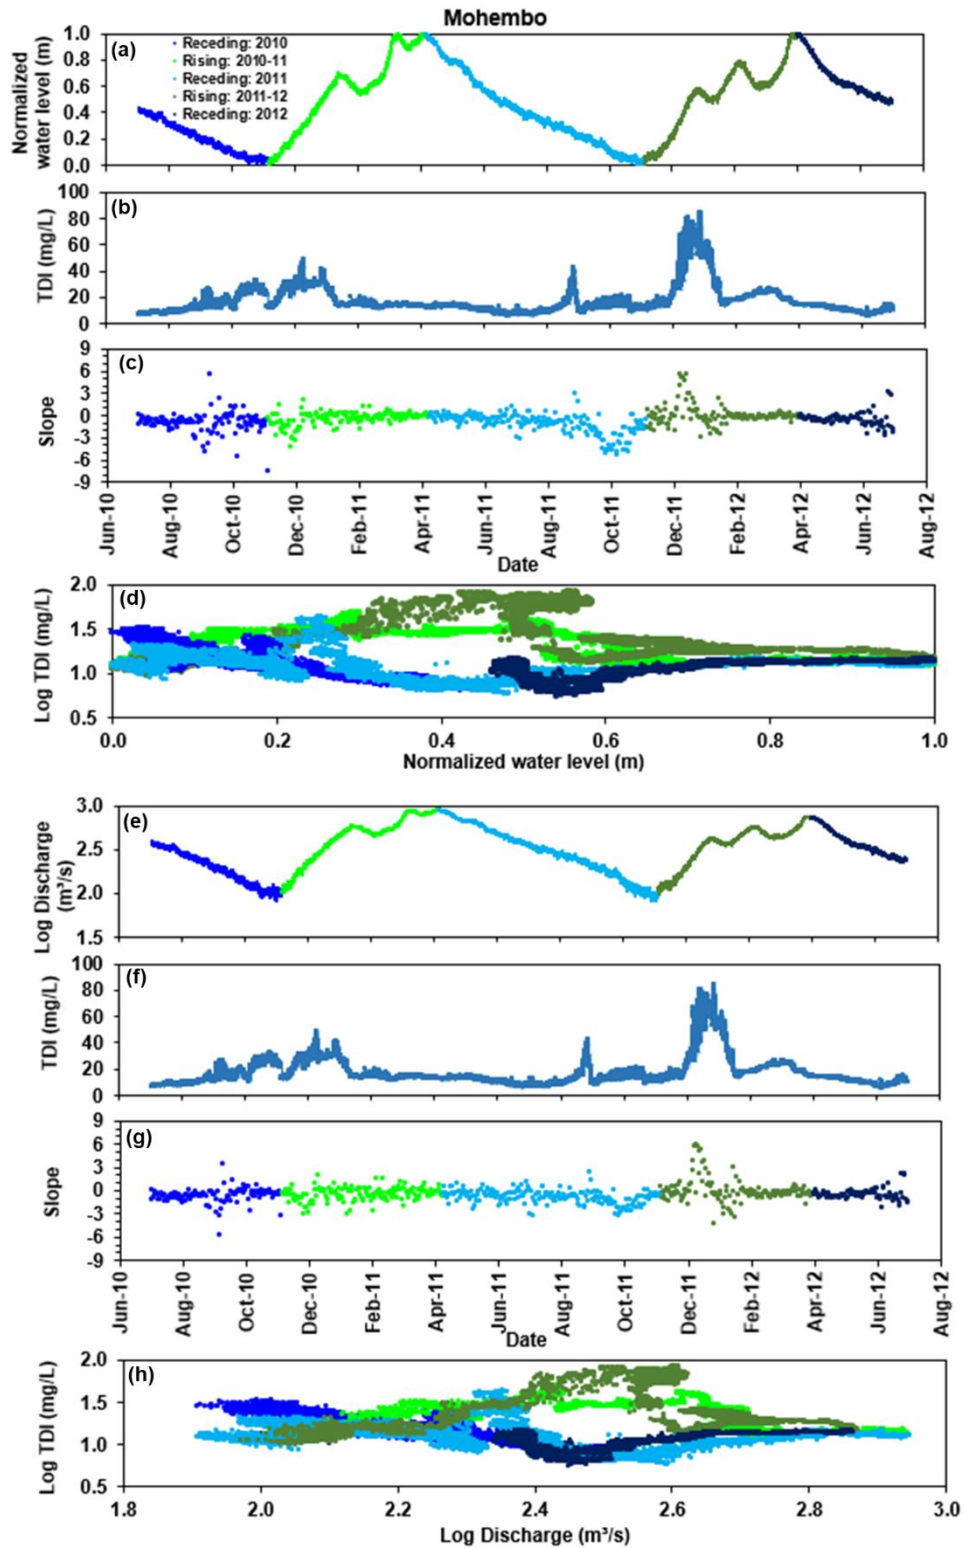 Mohembo
(a)
Receding: 2010
Rising: 2010-11
Receding: 2011
Rising: 2011-12
Receding: 2012
Normalized
water level (m)
1.0
0.8
0.6
0.4
0.2
0.0
(b)
TDI (mg/L)
100
80
60
40
20
0
(c)
Slope
9
6
3
0
-3
-6
-9
Jun-10
Aug-10
Oct-10
Dec-10
Feb-11
Apr-11
Jun-11
Aug-11
Oct-11
Dec-11
Feb-12
Apr-12
Jun-12
Aug-12
Date
(d)
Log TDI (mg/L)
2.0
1.5
1.0
0.5
0.0 0.2 0.4 0.6 0.8 1.0
Normalized water level (m)
(e)
Log Discharge
(m³/s)
3.0
2.5
2.0
1.5
(f)
TDI (mg/L)
100
80
60
40
20
0
(g)
Slope
9
6
3
0
-3
-6
-9
Jun-10
Aug-10
Oct-10
Dec-10
Feb-11
Apr-11
Jun-11
Aug-11
Oct-11
Dec-11
Feb-12
Apr-12
Jun-12
Aug-12
Date
(h)
Log TDI (mg/L)
2.0
1.5
1.0
0.5
1.8 2.0 2.2 2.4 2.6 2.8 3.0
Log Discharge (m³/s)